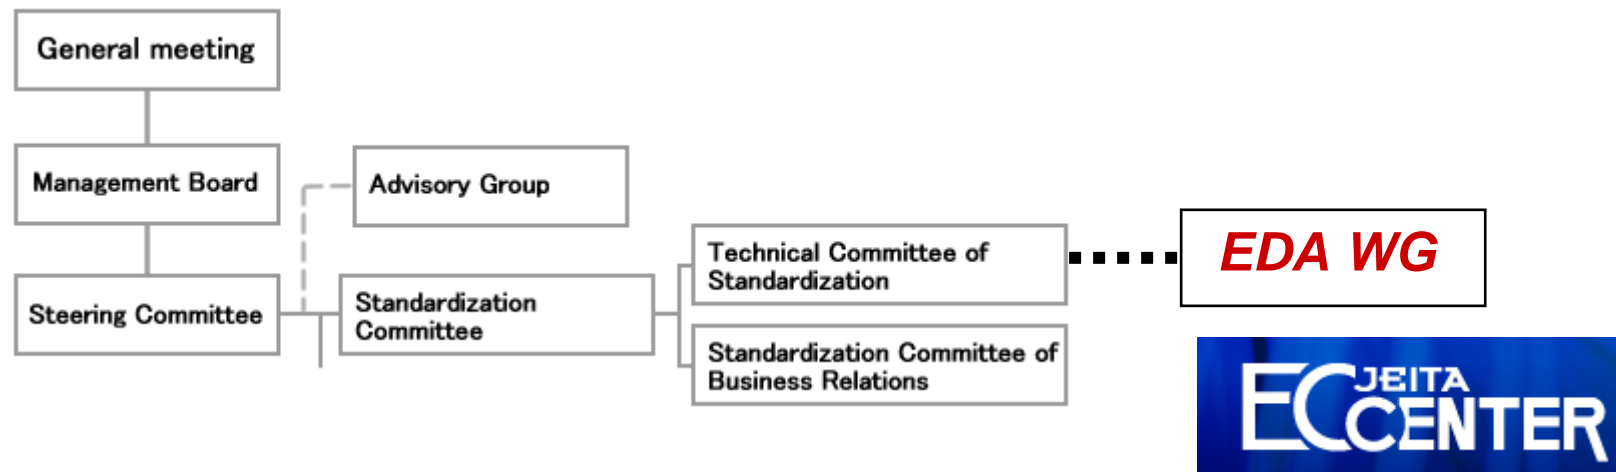 General meeting
Management Board
Advisory Group
Steering Committee
Standardization
Committee
Technical Committee of
Standardization
Standardization Committee of
Business Relations
EDA WG
EC JEITA
CENTER